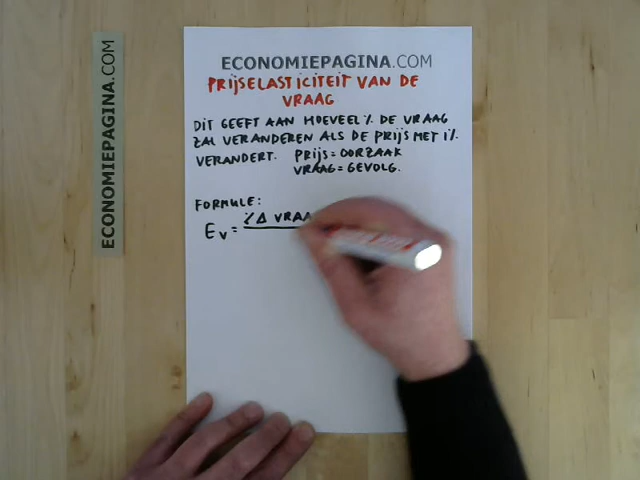 ECONOMIEPAGINA.COM
ECONOMIEPAGINA.COM
PRIJSELASTICITEIT VAN DE
VRAAG
DIT GEEFT AAN HOEVEEL % DE VRAAG
ZAL VERANDEREN ALS DE PRIJS MET 1%
VERANDERT. PRIJS = OORZAAK
VRAAG = GEVOLG.
FORMULE:
% Δ VRAA
Ev =